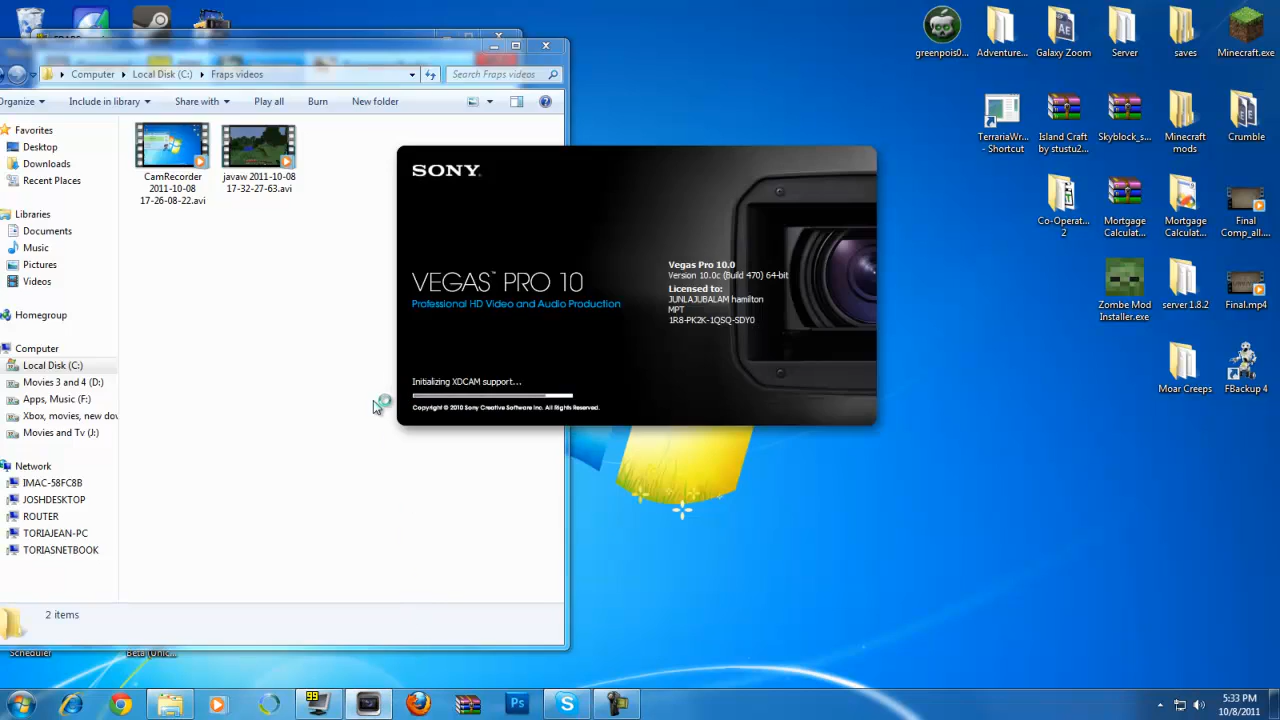 Computer ▸ Local Disk (C:) ▸ Fraps videos
Search Fraps videos
Organize
Include in library
Share with
Play all
Burn
New folder
Favorites
Desktop
Downloads
Recent Places
Libraries
Documents
Music
Pictures
Videos
Homegroup
Computer
Local Disk (C:)
Movies 3 and 4 (D:)
Apps, Music (F:)
Xbox, movies, new dov
Movies and Tv (J:)
Network
IMAC-58FC8B
JOSHDESKTOP
ROUTER
TORIAJEAN-PC
TORIASNETBOOK
CamRecorder
2011-10-08
17-26-08-22.avi
javaw 2011-10-08
17-32-27-63.avi
2 items
SONY
VEGAS™ PRO 10
Professional HD Video and Audio Production
Vegas Pro 10.0
Version 10.0c (Build 470) 64-bit
Licensed to:
JUNLAJUBALAM hamilton
MPT
1R8-PK2K-1QSQ-SDY0
Initializing XDCAM support...
Copyright © 2010 Sony Creative Software Inc. All Rights Reserved.
greenpois0...
Adventure...
Galaxy Zoom
Server
saves
Minecraft.exe
TerrariaWr...
- Shortcut
Island Craft
by stustu2...
Skyblock_s...
Minecraft
mods
Crumble
Co-Operat...
2
Mortgage
Calculat...
Mortgage
Calculat...
Final
Comp_all...
Zombe Mod
Installer.exe
server 1.8.2
Final.mp4
Moar Creeps
FBackup 4
Scheduler
99
Ps
5:33 PM
10/8/2011